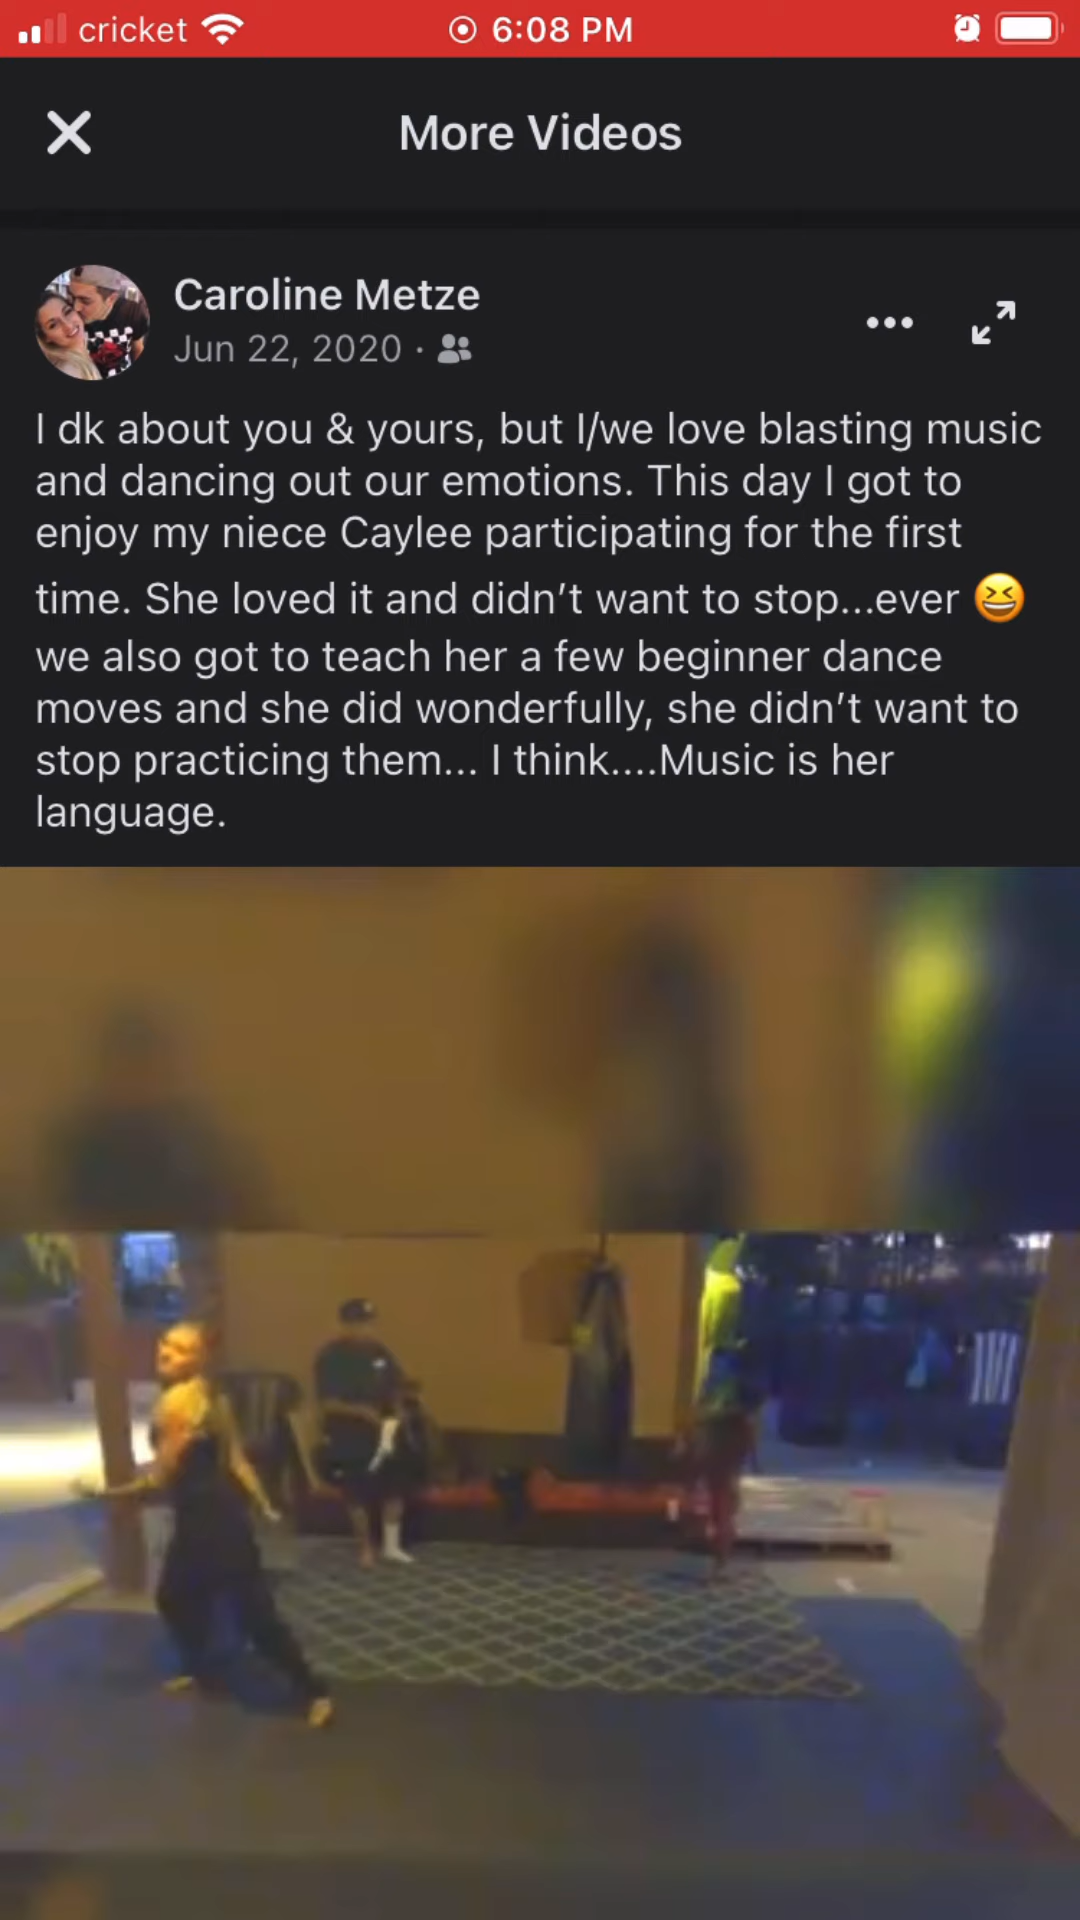 cricket 6:08 PM
More Videos
Caroline Metze
Jun 22, 2020 ·
I dk about you & yours, but I/we love blasting music
and dancing out our emotions. This day I got to
enjoy my niece Caylee participating for the first
time. She loved it and didn’t want to stop...ever 😆
we also got to teach her a few beginner dance
moves and she did wonderfully, she didn’t want to
stop practicing them... I think....Music is her
language.